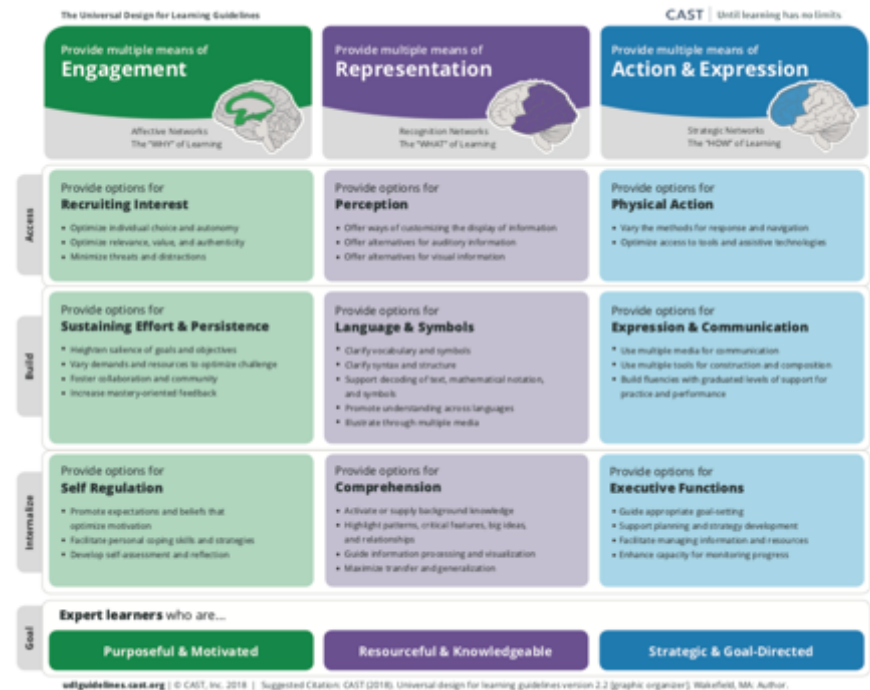 The Universal Design for Learning Guidelines
CAST | Until learning has no limits
Provide multiple means of
Engagement
Affective Networks
The "WHY" of Learning
Provide multiple means of
Representation
Recognition Networks
The "WHAT" of Learning
Provide multiple means of
Action & Expression
Strategic Networks
The "HOW" of Learning
Access
Provide options for
Recruiting Interest
• Optimize individual choice and autonomy
• Optimize relevance, value, and authenticity
• Minimize threats and distractions
Provide options for
Perception
• Offer ways of customizing the display of information
• Offer alternatives for auditory information
• Offer alternatives for visual information
Provide options for
Physical Action
• Vary the methods for response and navigation
• Optimize access to tools and assistive technologies
Build
Provide options for
Sustaining Effort & Persistence
• Heighten salience of goals and objectives
• Vary demands and resources to optimize challenge
• Foster collaboration and community
• Increase mastery-oriented feedback
Provide options for
Language & Symbols
• Clarify vocabulary and symbols
• Clarify syntax and structure
• Support decoding of text, mathematical notation,
and symbols
• Promote understanding across languages
• Illustrate through multiple media
Provide options for
Expression & Communication
• Use multiple media for communication
• Use multiple tools for construction and composition
• Build fluencies with graduated levels of support for
practice and performance
Internalize
Provide options for
Self Regulation
• Promote expectations and beliefs that
optimize motivation
• Facilitate personal coping skills and strategies
• Develop self-assessment and reflection
Provide options for
Comprehension
• Activate or supply background knowledge
• Highlight patterns, critical features, big ideas,
and relationships
• Guide information processing and visualization
• Maximize transfer and generalization
Provide options for
Executive Functions
• Guide appropriate goal-setting
• Support planning and strategy development
• Facilitate managing information and resources
• Enhance capacity for monitoring progress
Goal
Expert learners who are...
Purposeful & Motivated
Resourceful & Knowledgeable
Strategic & Goal-Directed
udlguidelines.cast.org | © CAST, Inc. 2018 | Suggested Citation: CAST (2018). Universal design for learning guidelines version 2.2 [graphic organizer]. Wakefield, MA: Author.